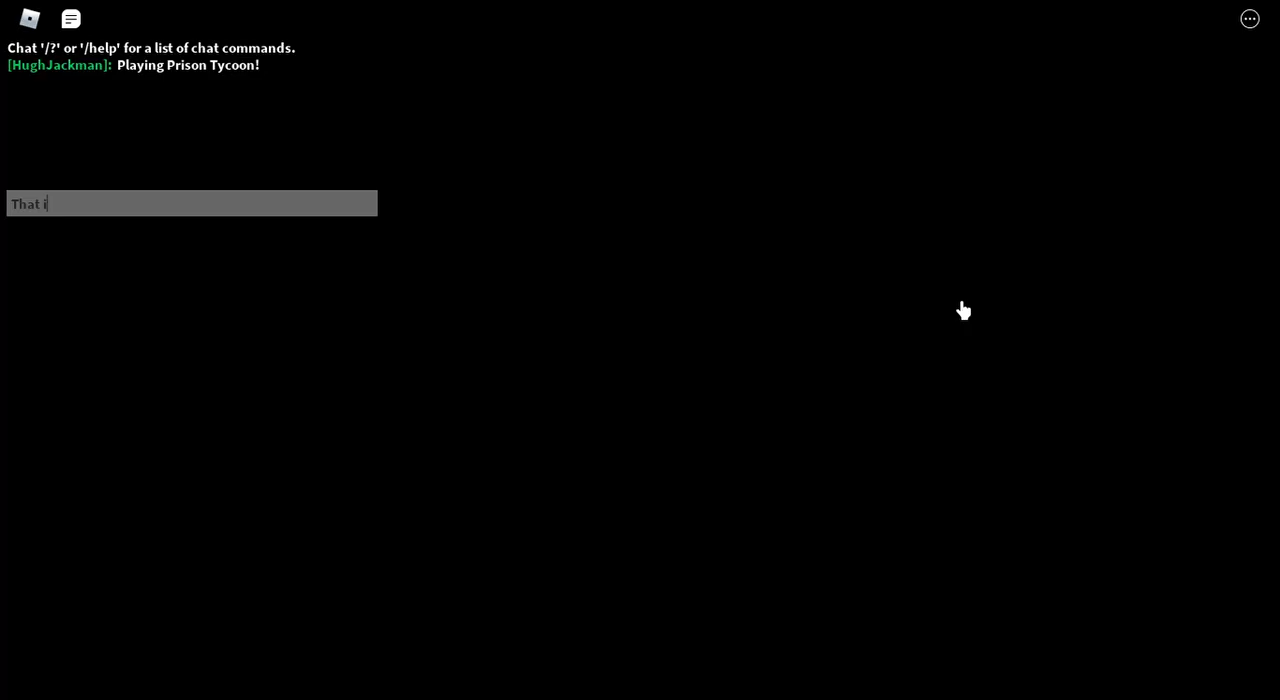 Chat '/?' or '/help' for a list of chat commands.
[HughJackman]: Playing Prison Tycoon!
That i